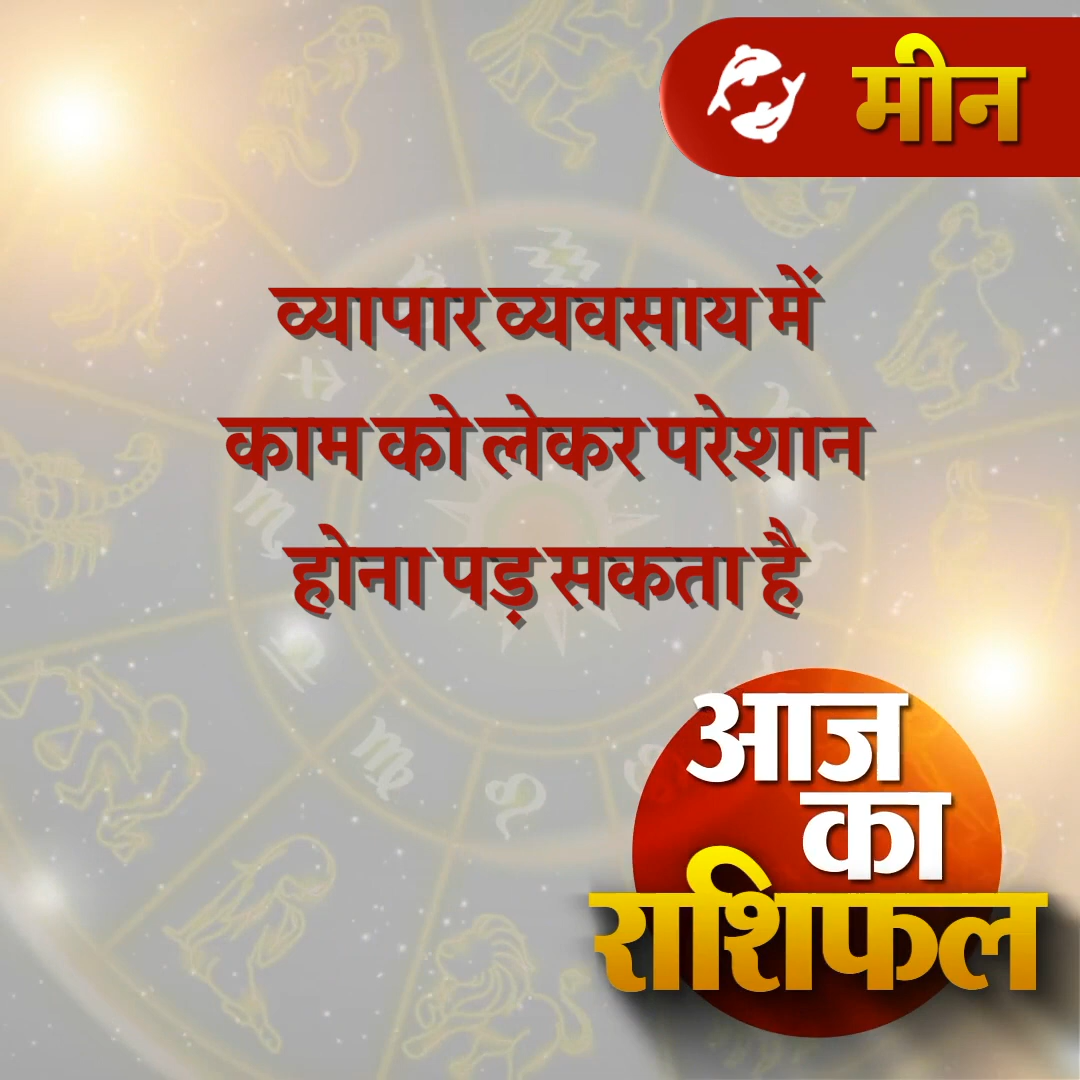 मीन
व्यापार व्यवसाय में
काम को लेकर परेशान
होना पड़ सकता है
आज
का
राशिफल